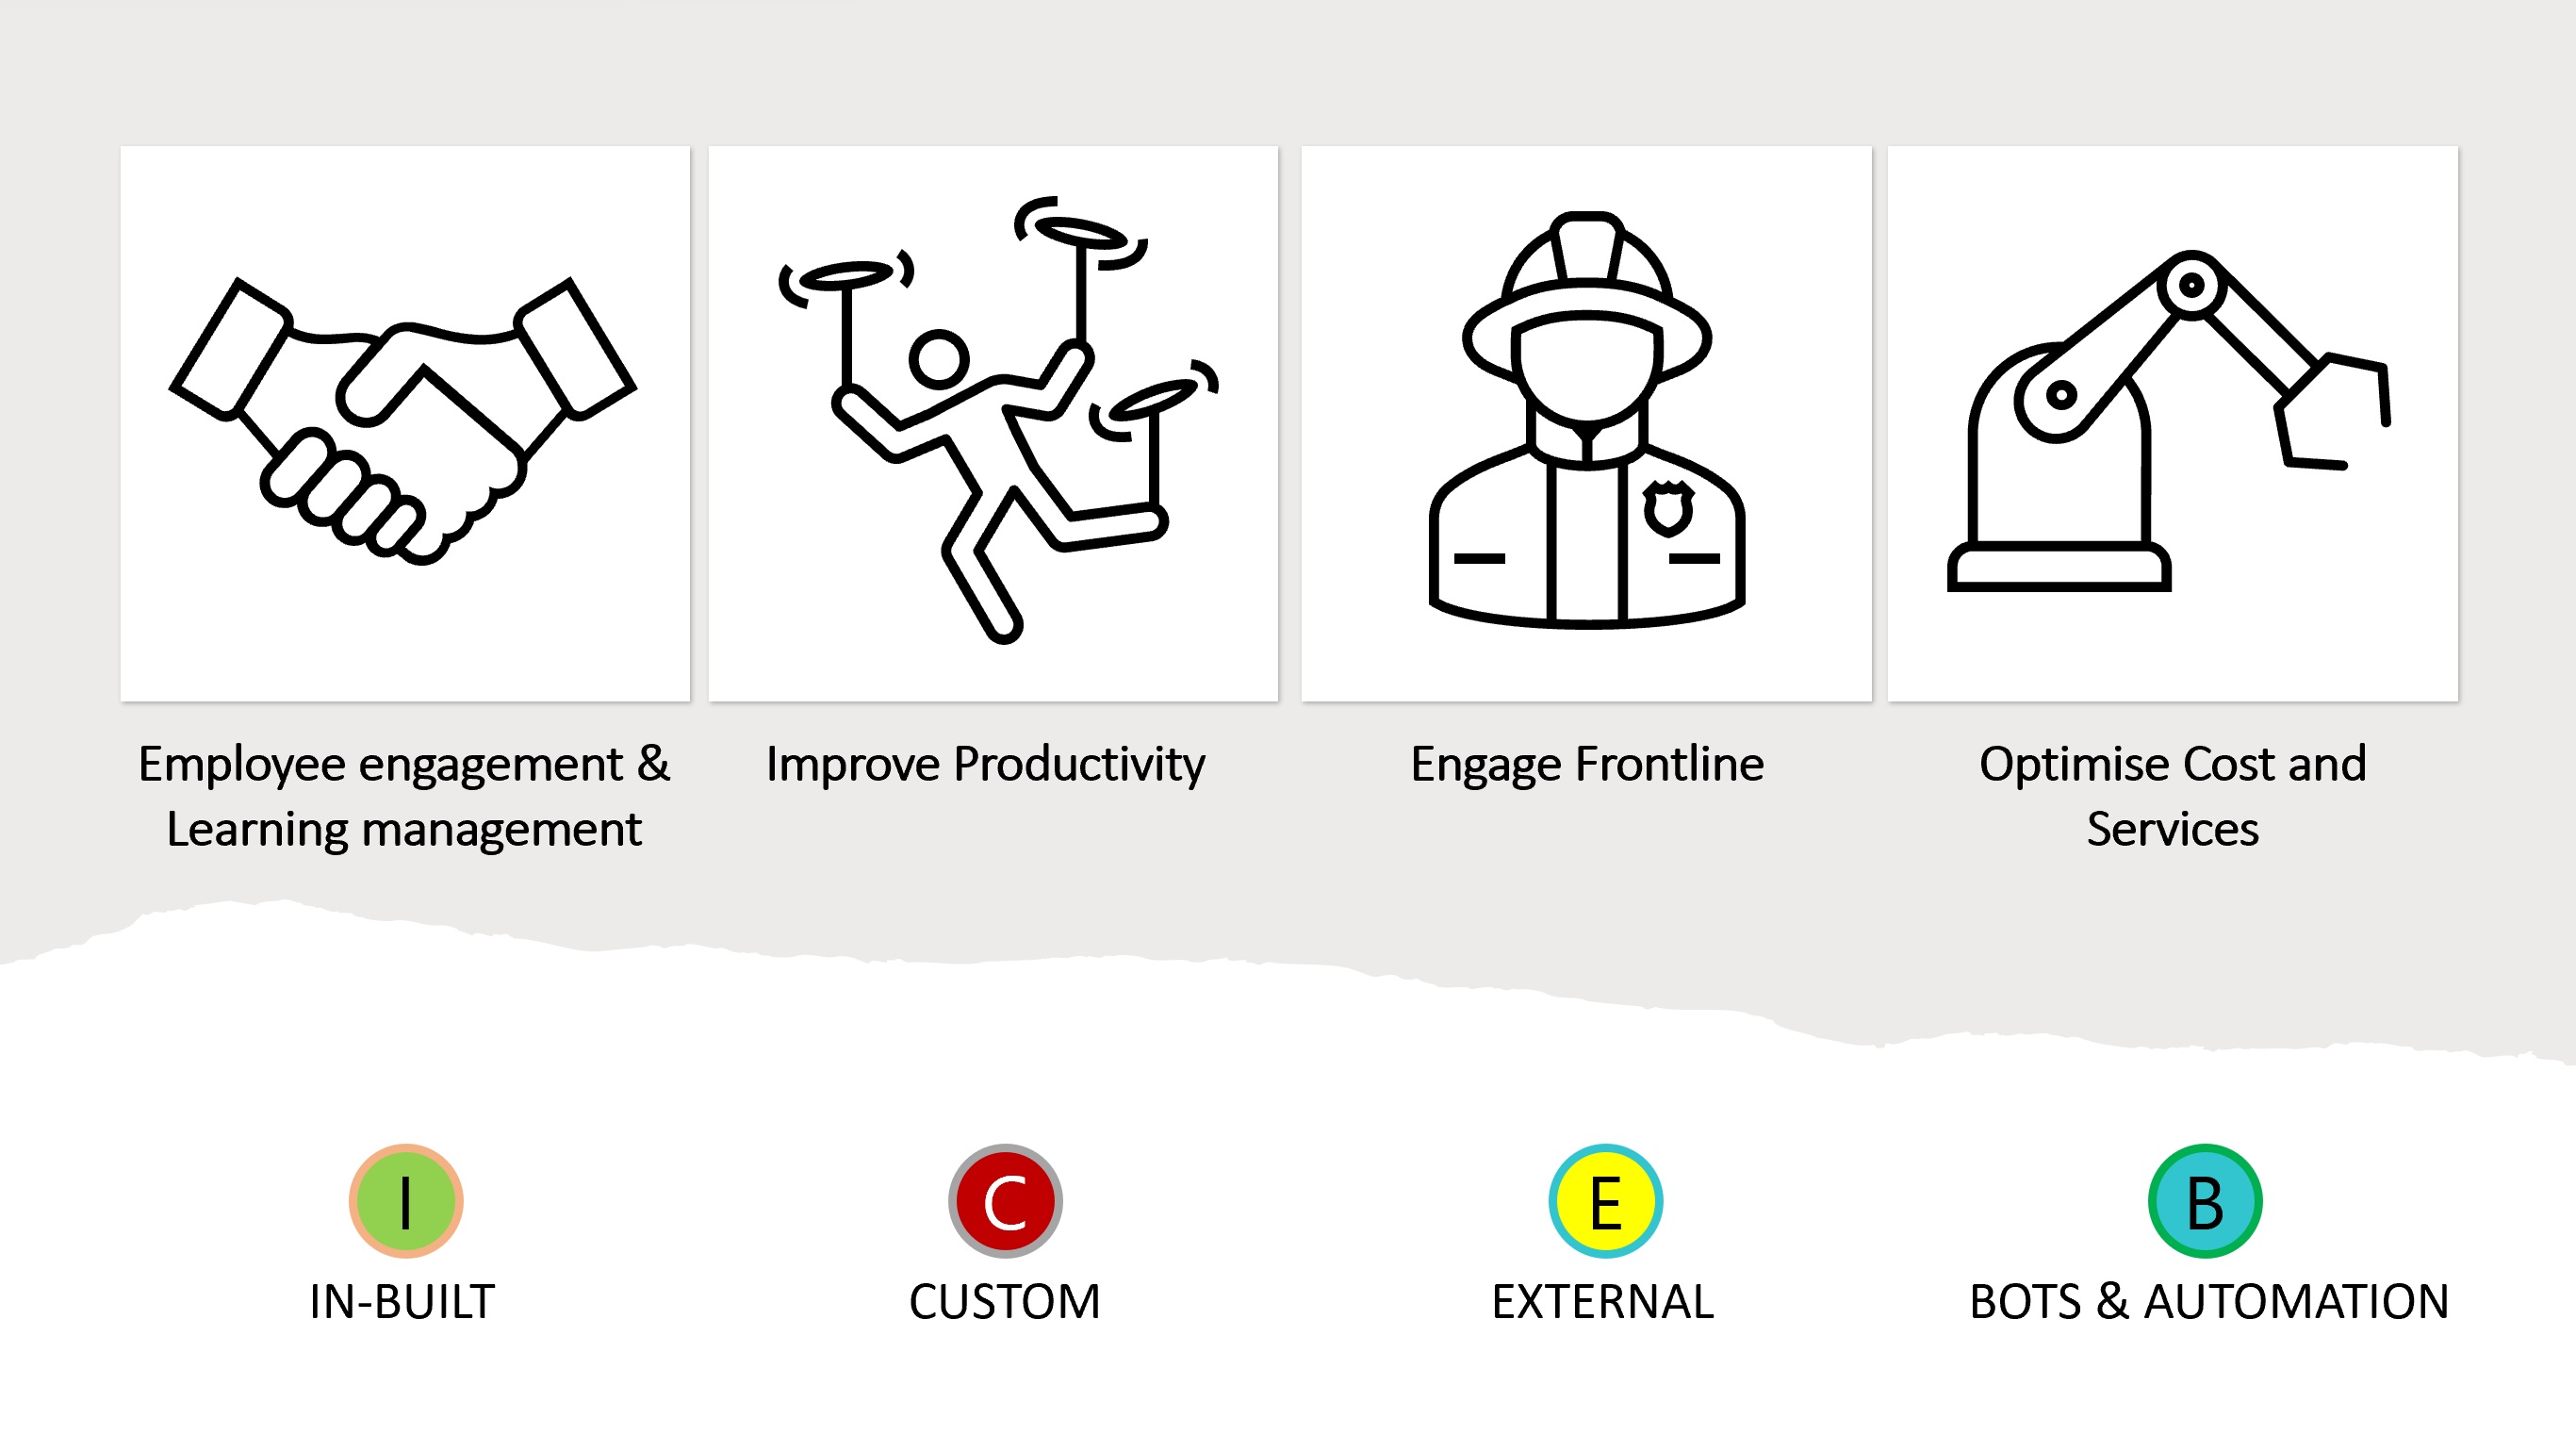 Employee engagement &
Learning management
Improve Productivity
Engage Frontline
Optimise Cost and
Services
I
IN-BUILT
C
CUSTOM
E
EXTERNAL
B
BOTS & AUTOMATION